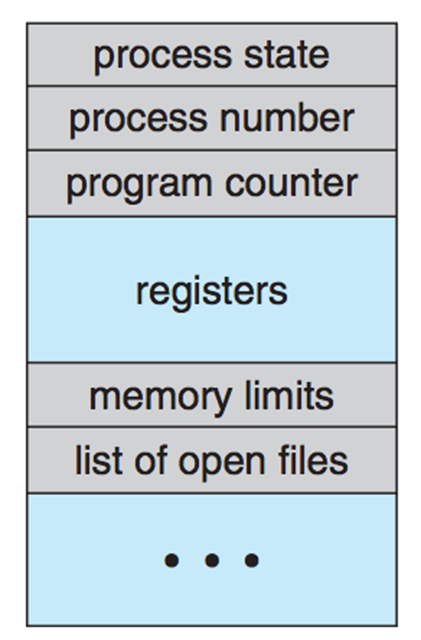 process state
process number
program counter
registers
memory limits
list of open files
• • •